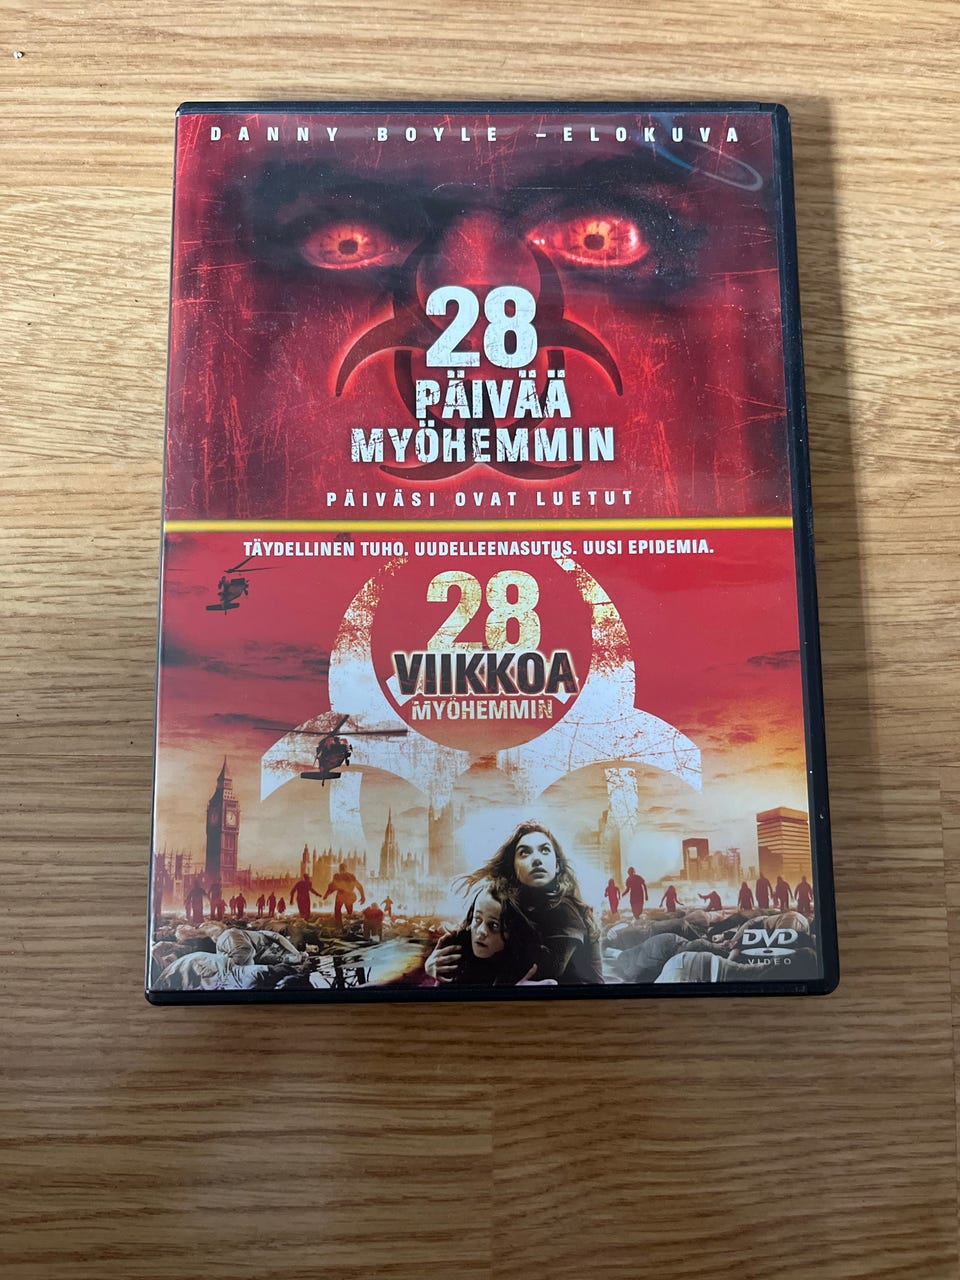 DANNY BOYLE -ELOKUVA
28
PÄIVÄÄ
MYÖHEMMIN
PÄIVÄSI OVAT LUETUT
TÄYDELLINEN TUHO. UUDELLEENASUTUS. UUSI EPIDEMIA.
28
VIIKKOA
MYÖHEMMIN
DVD
VIDEO